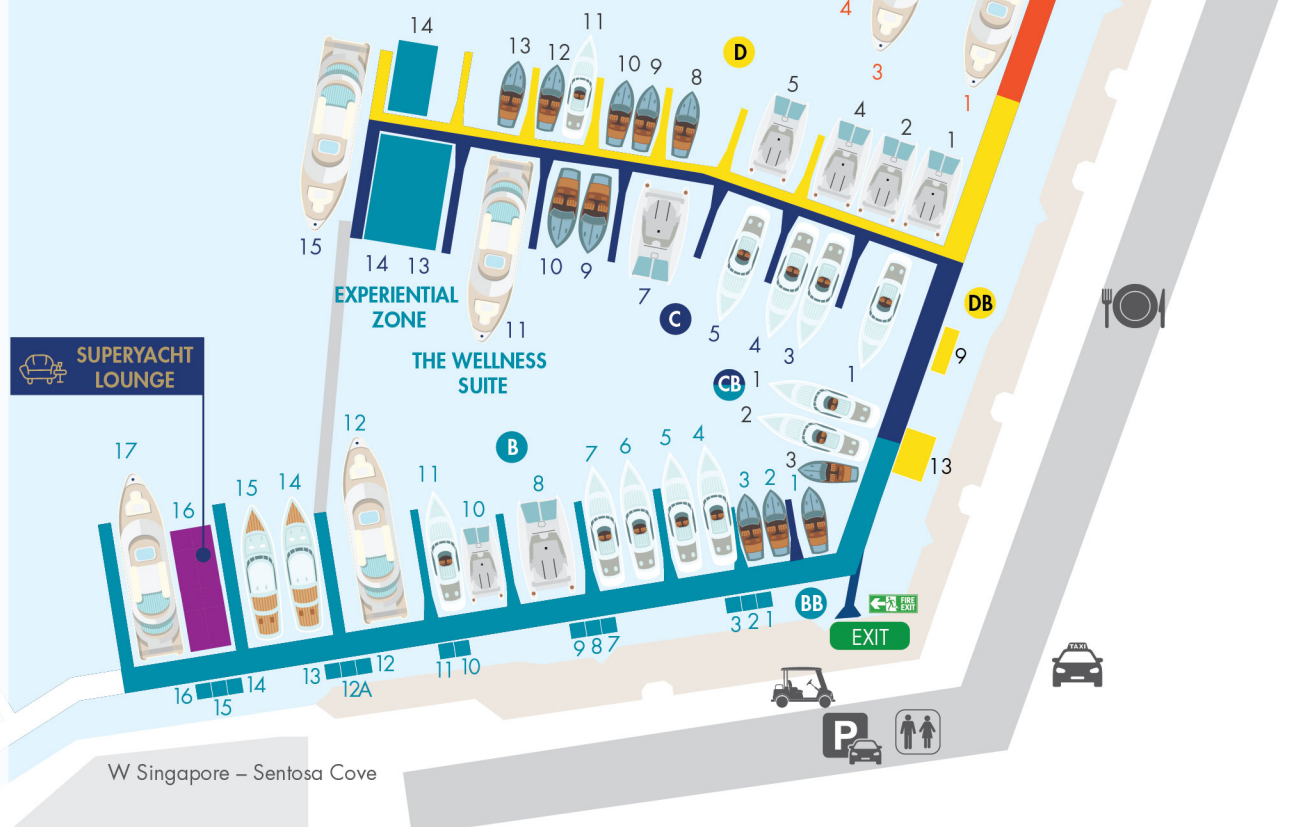 4
3
1
14
13
12
11
10
9
8
D
5
4
2
1
15
14
13
EXPERIENTIAL
ZONE
11
THE WELLNESS
SUITE
10
9
7
C
5
4
3
1
DB
9
13
SUPERYACHT
LOUNGE
CB
1
2
3
B
17
16
15
14
12
11
10
8
7
6
5
4
3
2
1
BB
3 2 1
9 8 7
11 10
13
12A
12
16
15
14
FIRE
EXIT
EXIT
TAXI
P
W Singapore – Sentosa Cove